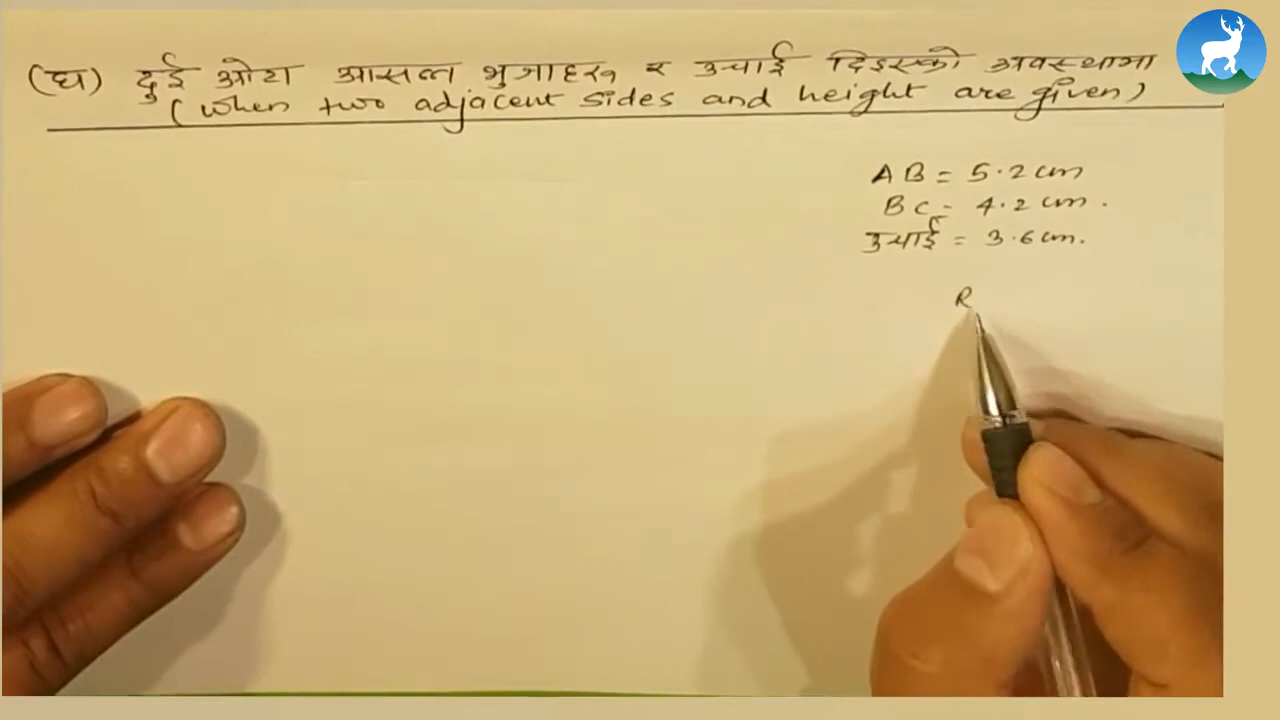 (घ) दुई ओटा आसन्न भुजाहरू र उचाई दिइएको अवस्थामा
(When two adjacent sides and height are given)
AB = 5.2 cm
BC = 4.2 cm.
उचाई = 3.6 cm.
R